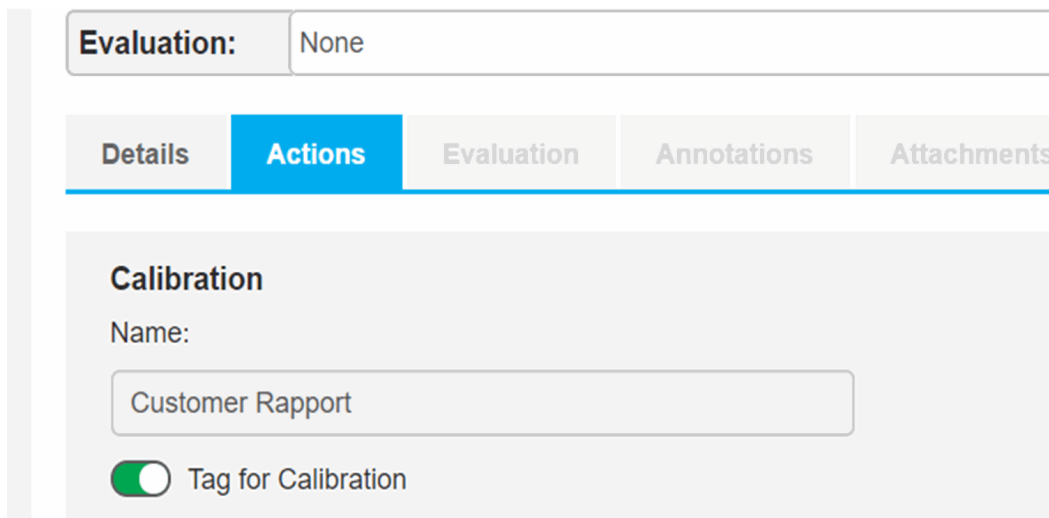 Evaluation: None
Details Actions Evaluation Annotations Attachments
Calibration
Name:
Customer Rapport
Tag for Calibration